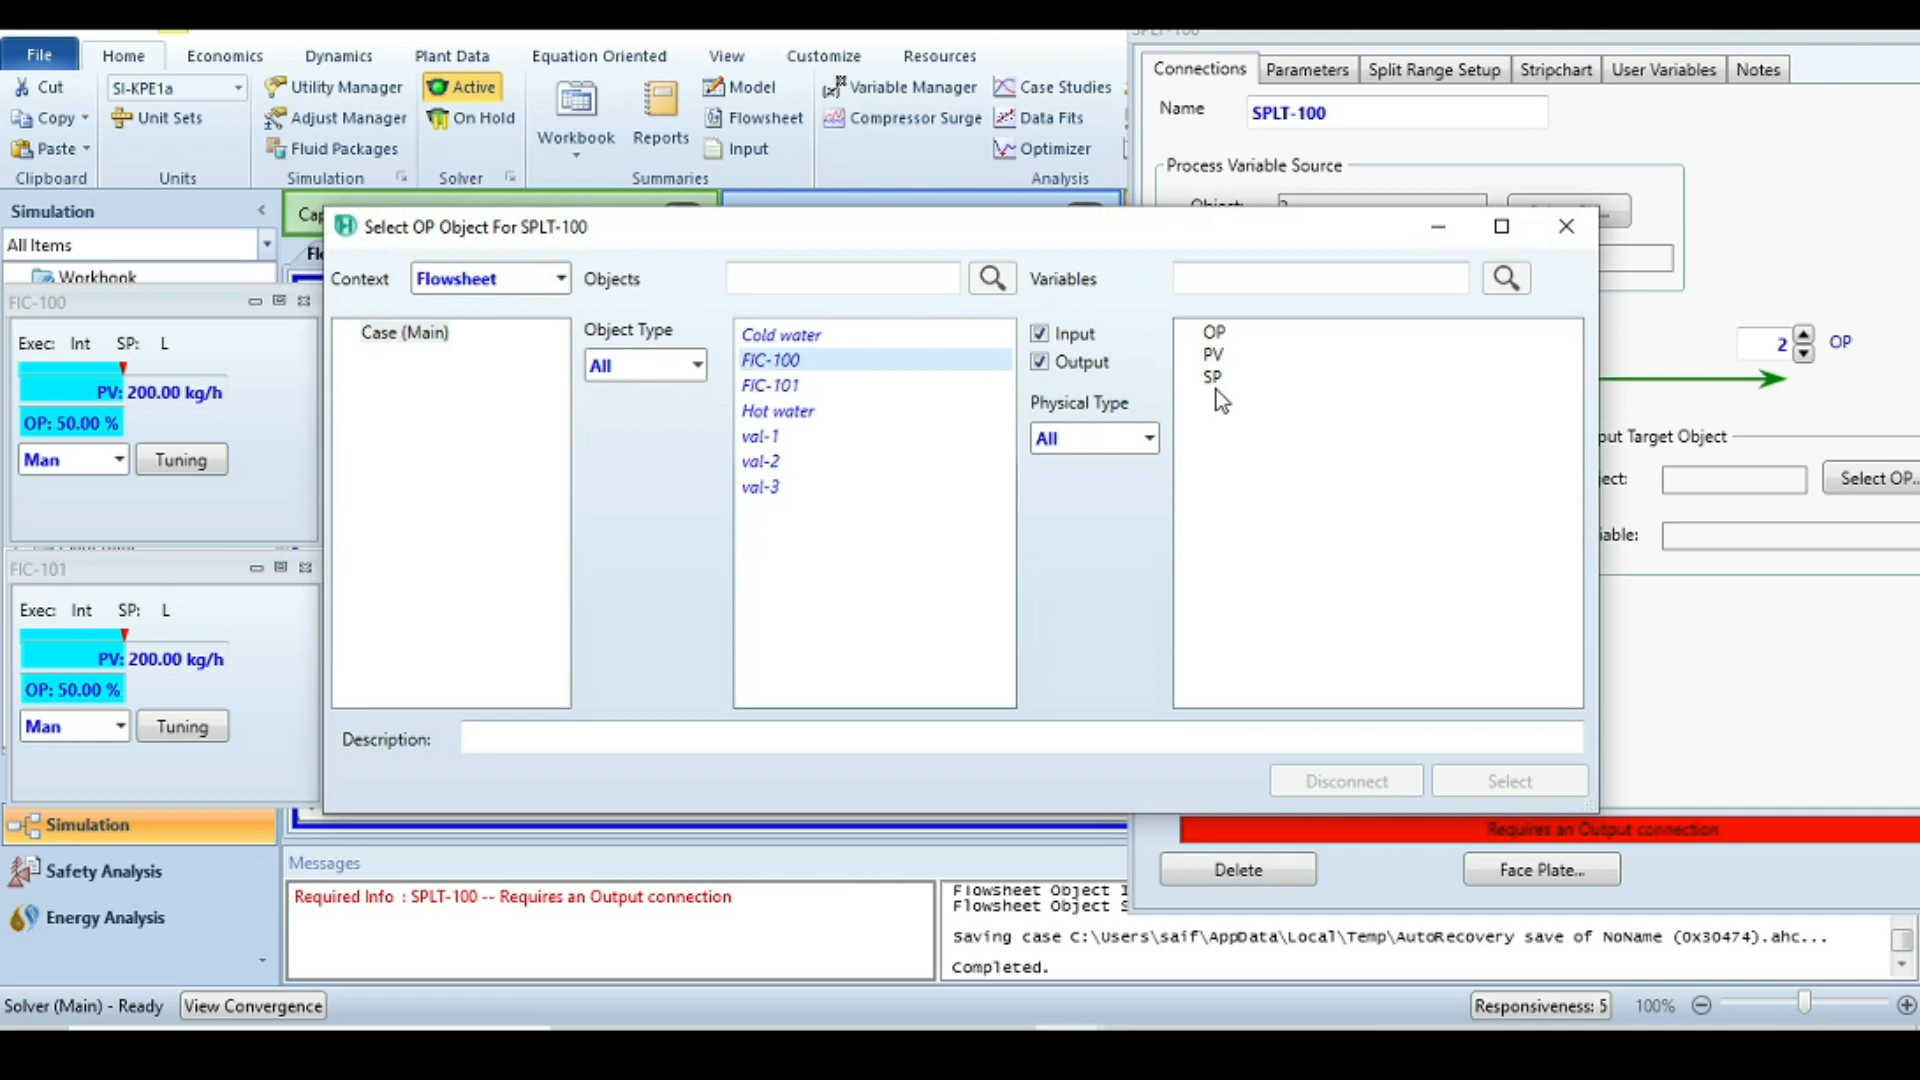 File Home Economics Dynamics Plant Data Equation Oriented View Customize Resources
Cut SI-KPE1a Utility Manager Active Model Variable Manager Case Studies
Copy Unit Sets Adjust Manager On Hold Workbook Reports Flowsheet Compressor Surge Data Fits
Paste Fluid Packages Input Optimizer
Clipboard Units Simulation Solver Summaries Analysis
SPLT-100
Connections Parameters Split Range Setup Stripchart User Variables Notes
Name SPLT-100
Process Variable Source
Object:
2 OP
Select OP...
Requires an Output connection
Delete Face Plate...
Simulation
All Items
Workbook
FIC-100
Exec: Int SP: L
PV: 200.00 kg/h
OP: 50.00 %
Man Tuning
FIC-101
Exec: Int SP: L
PV: 200.00 kg/h
OP: 50.00 %
Man Tuning
Simulation
Safety Analysis
Energy Analysis
Select OP Object For SPLT-100
Context Flowsheet Objects Variables
Case (Main)
Object Type
All
Cold water
FIC-100
FIC-101
Hot water
val-1
val-2
val-3
Input
Output
Physical Type
All
OP
PV
SP
Description:
Disconnect Select
Messages
Required Info : SPLT-100 -- Requires an Output connection
Flowsheet Object
Flowsheet Object
Saving case C:\Users\saif\AppData\Local\Temp\AutoRecovery save of NoName (0x30474).ahc...
Completed.
Solver (Main) - Ready View Convergence Responsiveness: 5 100%